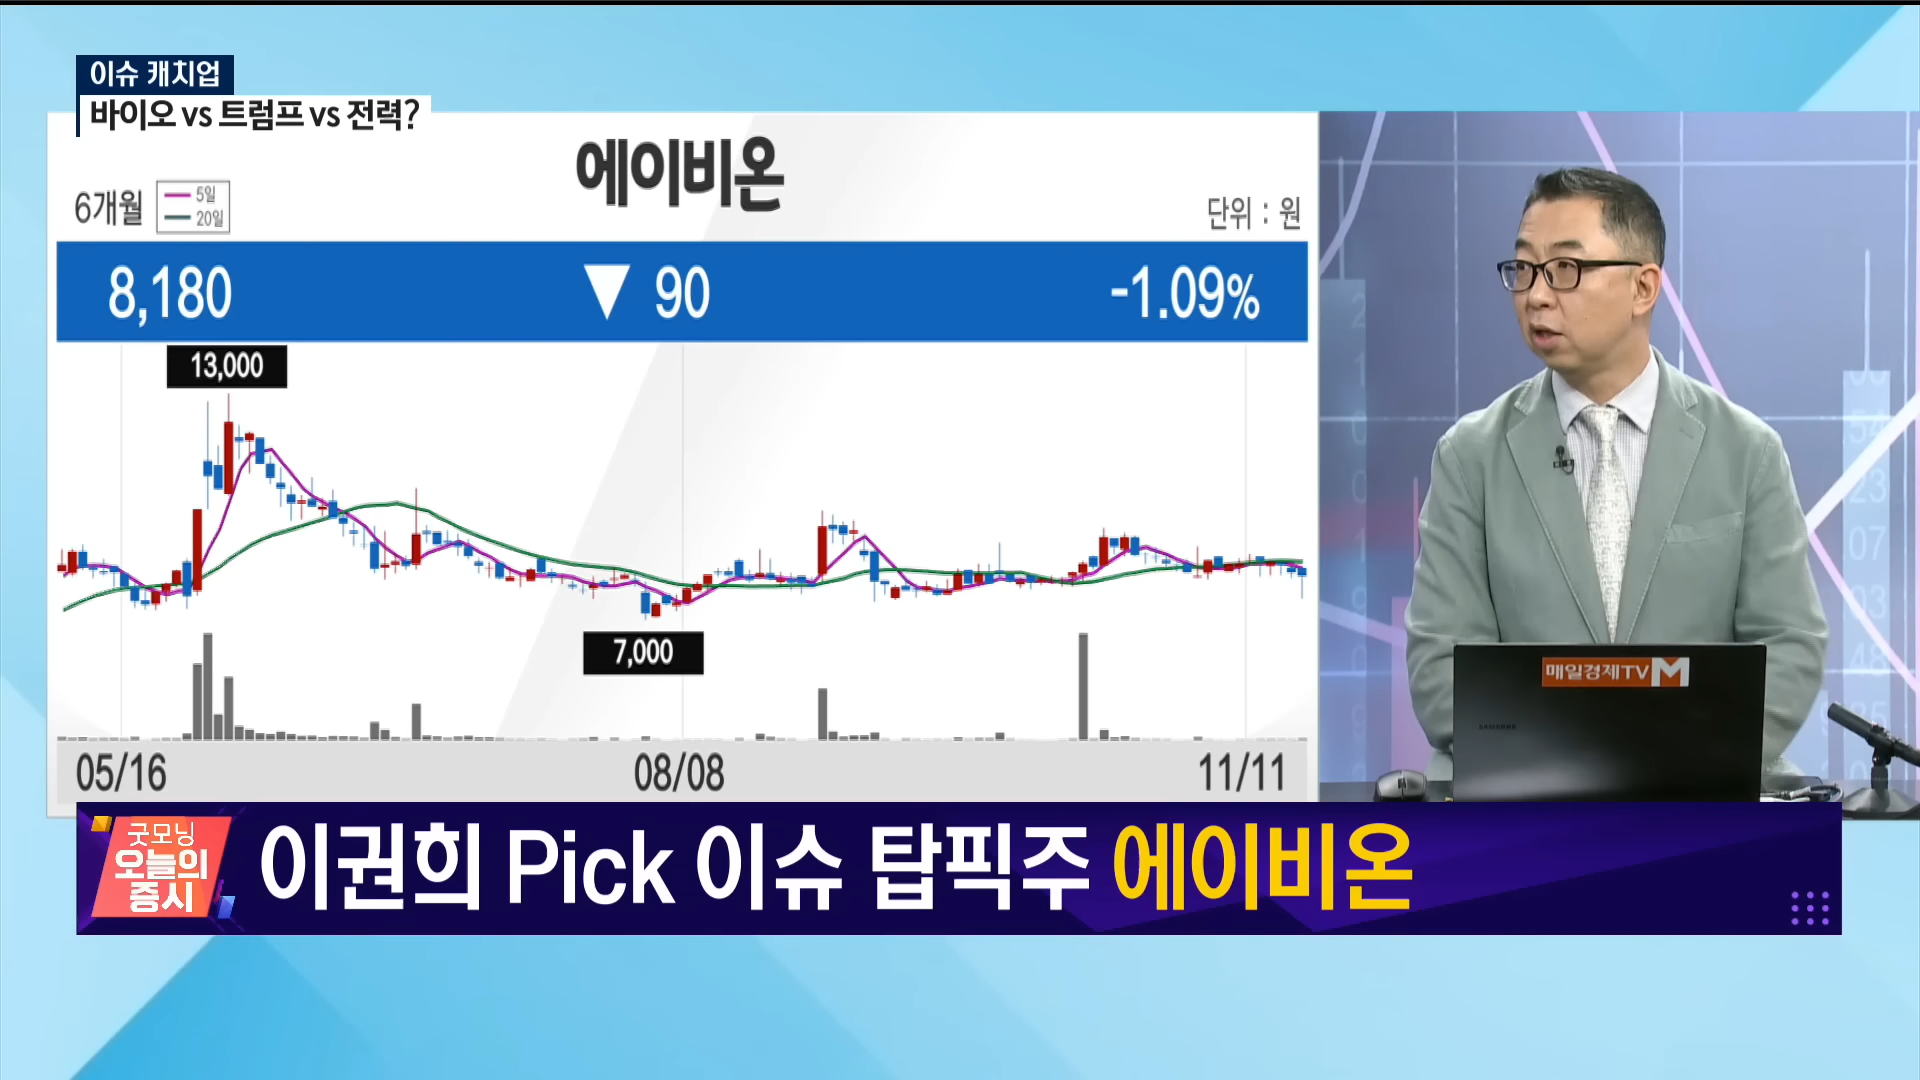 이슈 캐치업
바이오 vs 트럼프 vs 전력?
에이비온
6개월
5일
20일
단위 : 원
8,180 ▼ 90 -1.09%
13,000
7,000
05/16 08/08 11/11
매일경제TV M
SAMSUNG
굿모닝
오늘의
증시
이권희 Pick 이슈 탑픽주 에이비온